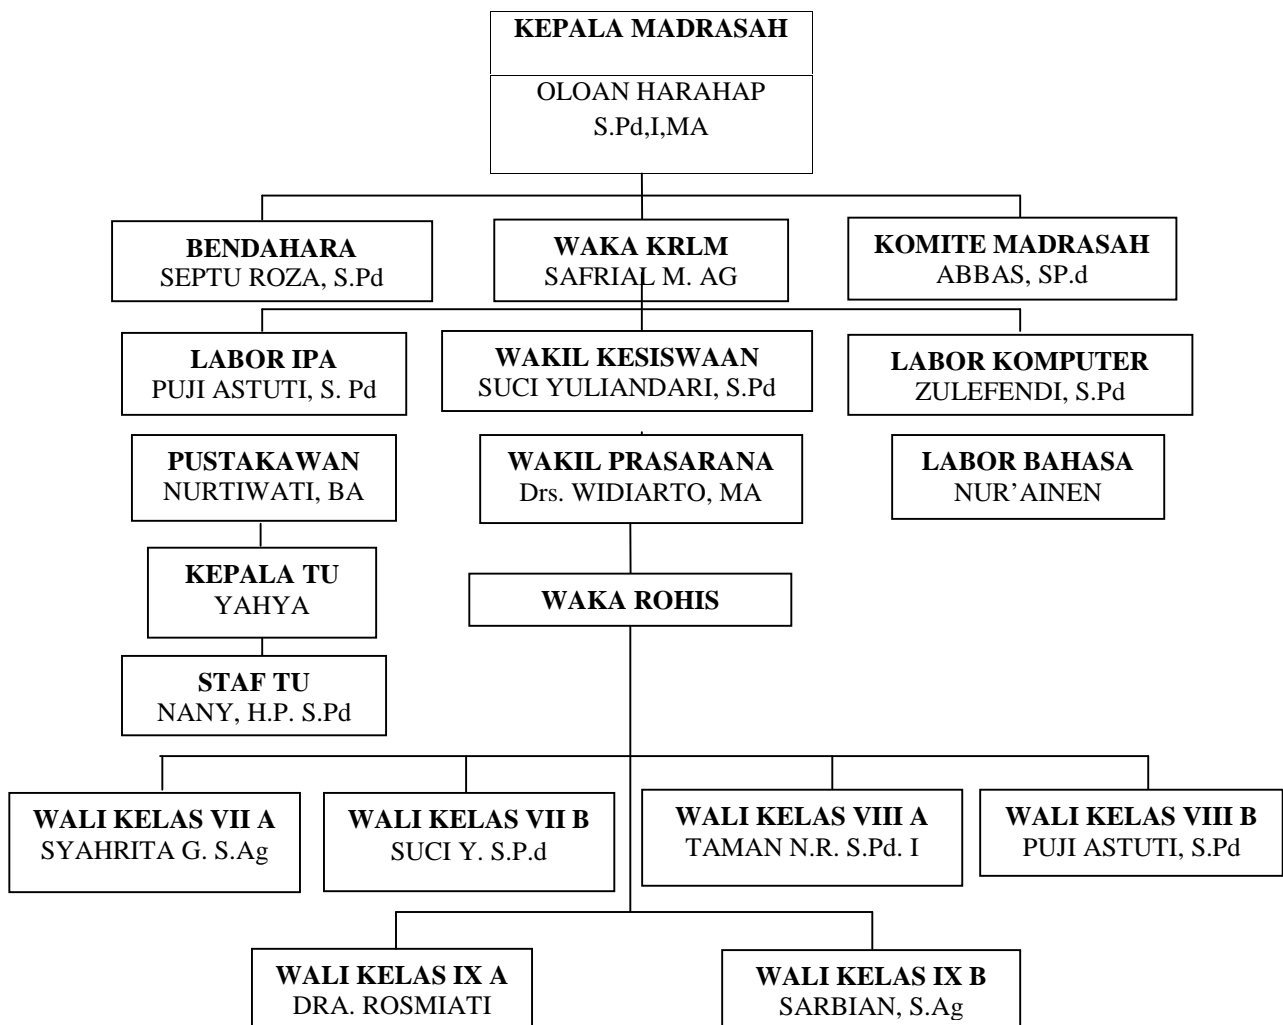 KEPALA MADRASAH
OLOAN HARAHAP
S.Pd,I,MA
BENDAHARA
SEPTU ROZA, S.Pd
WAKA KRLM
SAFRIAL M. AG
KOMITE MADRASAH
ABBAS, SP.d
LABOR IPA
PUJI ASTUTI, S. Pd
WAKIL KESISWAAN
SUCI YULIANDARI, S.Pd
LABOR KOMPUTER
ZULEFENDI, S.Pd
PUSTAKAWAN
NURTIWATI, BA
WAKIL PRASARANA
Drs. WIDIARTO, MA
LABOR BAHASA
NUR’AINEN
KEPALA TU
YAHYA
WAKA ROHIS
STAF TU
NANY, H.P. S.Pd
WALI KELAS VII A
SYAHRITA G. S.Ag
WALI KELAS VII B
SUCI Y. S.P.d
WALI KELAS VIII A
TAMAN N.R. S.Pd. I
WALI KELAS VIII B
PUJI ASTUTI, S.Pd
WALI KELAS IX A
DRA. ROSMIATI
WALI KELAS IX B
SARBIAN, S.Ag